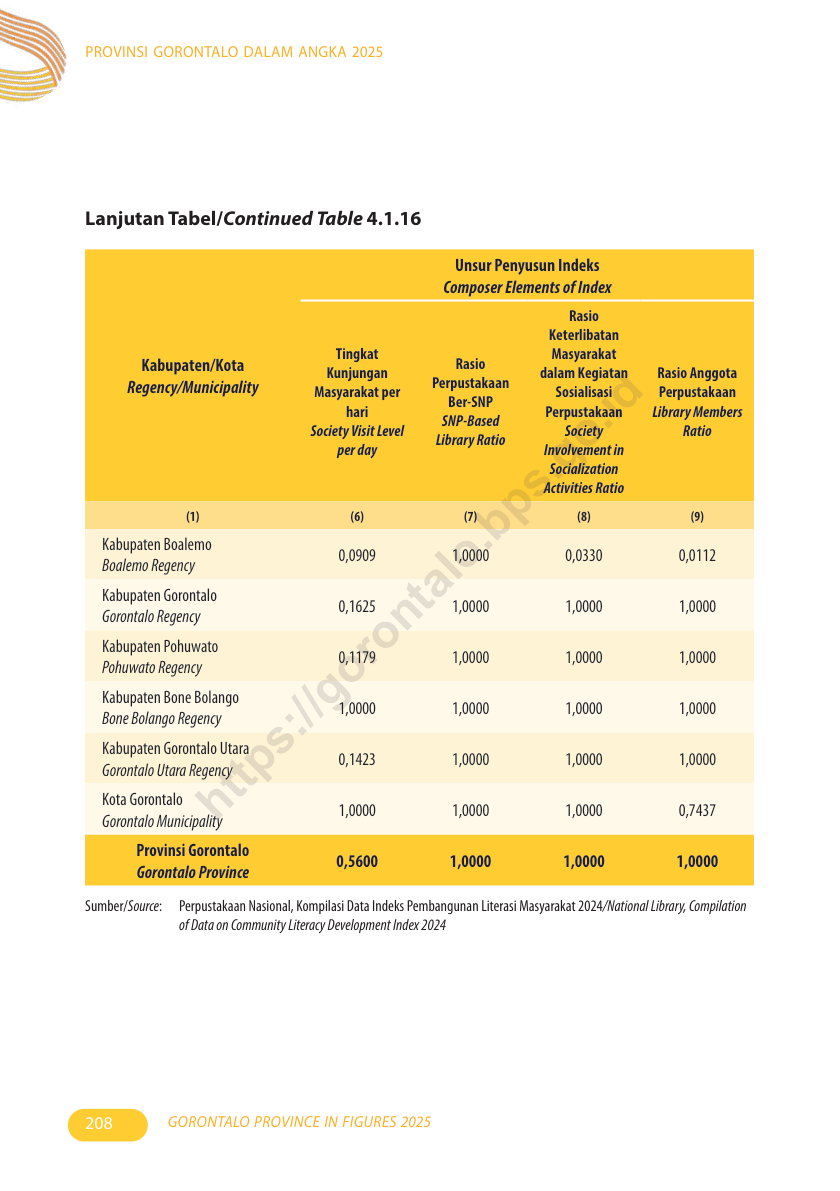 PROVINSI GORONTALO DALAM ANGKA 2025
Lanjutan Tabel/Continued Table 4.1.16
Kabupaten/Kota
Regency/Municipality
Unsur Penyusun Indeks
Composer Elements of Index
Tingkat
Kunjungan
Masyarakat per
hari
Society Visit Level
per day
Rasio
Perpustakaan
Ber-SNP
SNP-Based
Library Ratio
Rasio
Keterlibatan
Masyarakat
dalam Kegiatan
Sosialisasi
Perpustakaan
Society
Involvement in
Socialization
Activities Ratio
Rasio Anggota
Perpustakaan
Library Members
Ratio
(1) (6) (7) (8) (9)
Kabupaten Boalemo
Boalemo Regency
0,0909 1,0000 0,0330 0,0112
Kabupaten Gorontalo
Gorontalo Regency
0,1625 1,0000 1,0000 1,0000
Kabupaten Pohuwato
Pohuwato Regency
0,1179 1,0000 1,0000 1,0000
Kabupaten Bone Bolango
Bone Bolango Regency
1,0000 1,0000 1,0000 1,0000
Kabupaten Gorontalo Utara
Gorontalo Utara Regency
0,1423 1,0000 1,0000 1,0000
Kota Gorontalo
Gorontalo Municipality
1,0000 1,0000 1,0000 0,7437
Provinsi Gorontalo
Gorontalo Province
0,5600 1,0000 1,0000 1,0000
Sumber/Source: Perpustakaan Nasional, Kompilasi Data Indeks Pembangunan Literasi Masyarakat 2024/National Library, Compilation
of Data on Community Literacy Development Index 2024
https://gorontalo.bps.go.id
208 GORONTALO PROVINCE IN FIGURES 2025